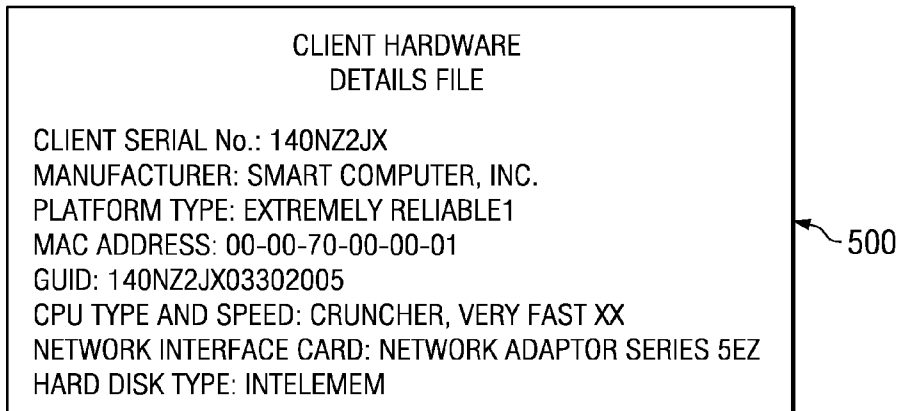 CLIENT HARDWARE
DETAILS FILE
CLIENT SERIAL No.: 140NZ2JX
MANUFACTURER: SMART COMPUTER, INC.
PLATFORM TYPE: EXTREMELY RELIABLE1
MAC ADDRESS: 00-00-70-00-00-01
GUID: 140NZ2JX03302005
CPU TYPE AND SPEED: CRUNCHER, VERY FAST XX
NETWORK INTERFACE CARD: NETWORK ADAPTOR SERIES 5EZ
HARD DISK TYPE: INTELEMEM
500